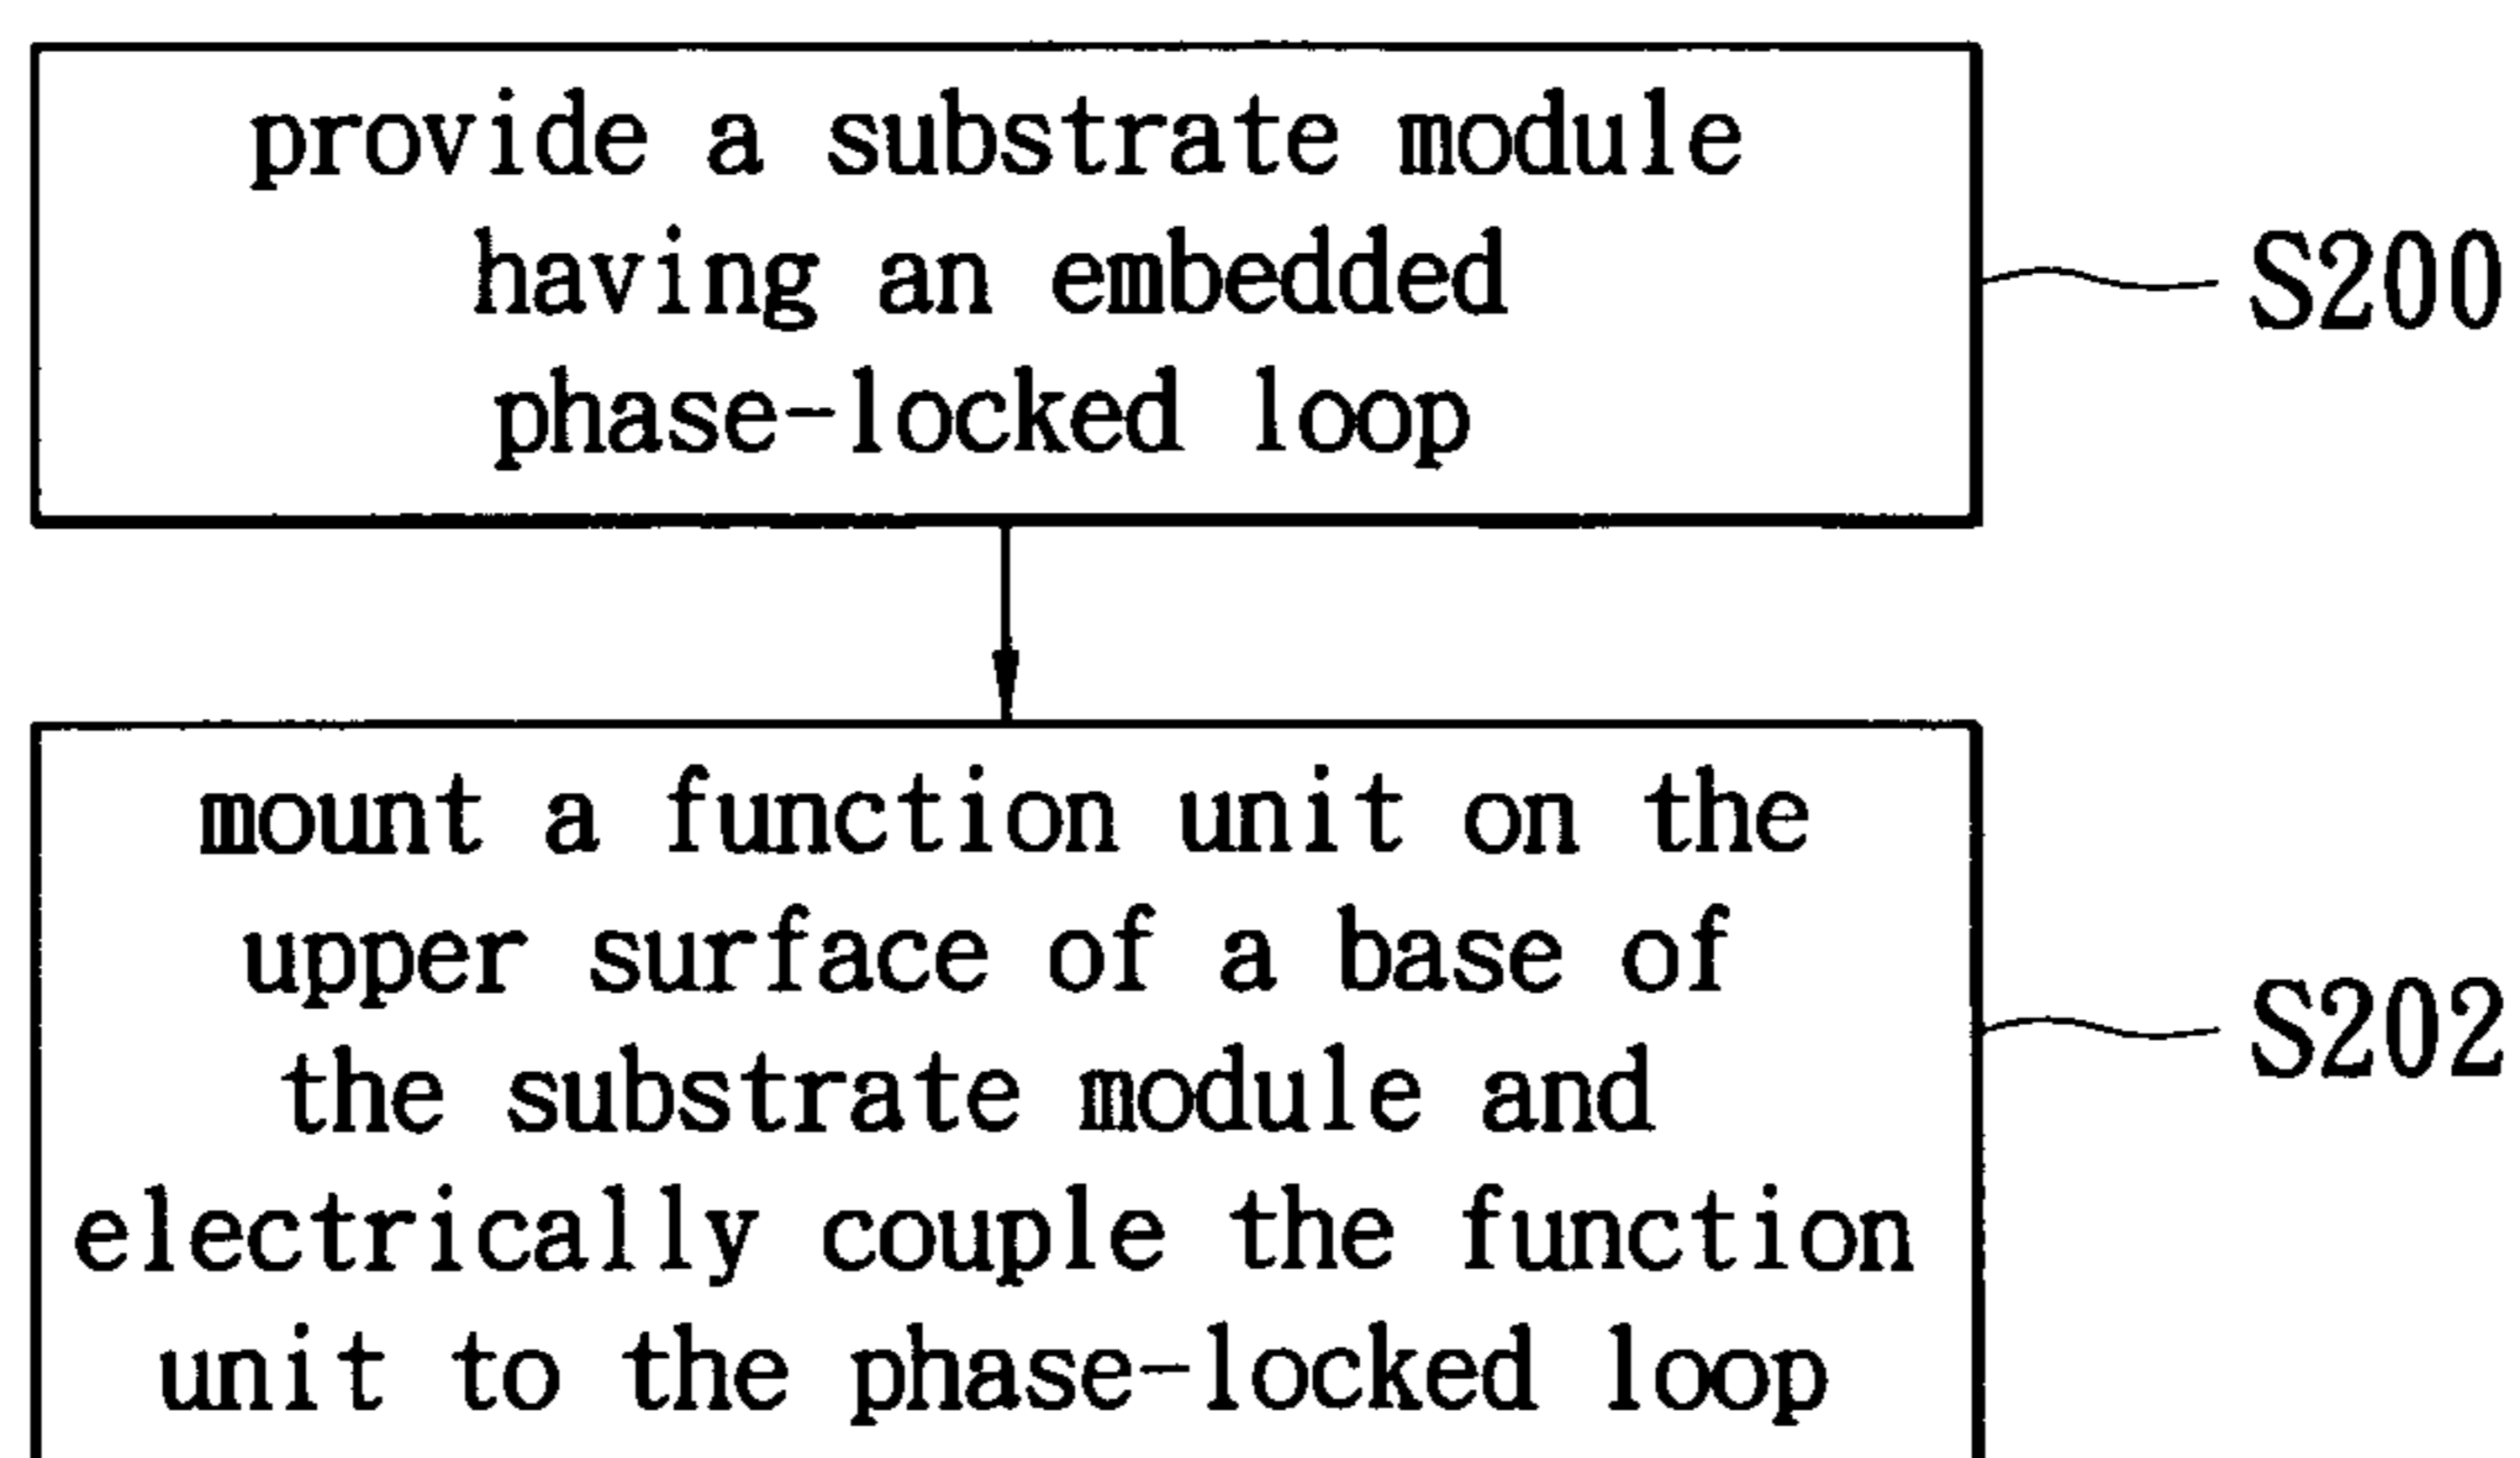 provide a substrate module
having an embedded
phase-locked loop
S200
mount a function unit on the
upper surface of a base of
the substrate module and
electrically couple the function
unit to the phase-locked loop
S202